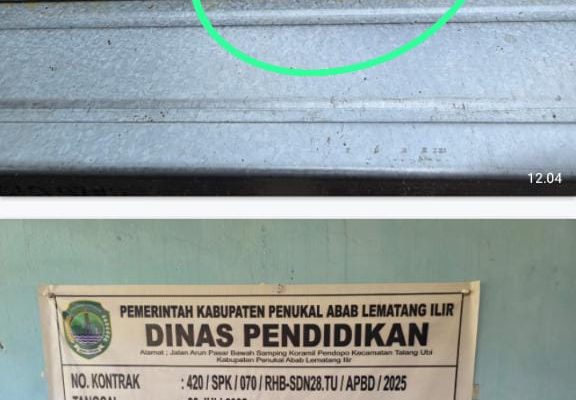 12.04
PEMERINTAH KABUPATEN PENUKAL ABAB LEMATANG ILIR
DINAS PENDIDIKAN
Alamat : Jalan Arun Pasar Bawah Samping Koramil Pendopo Kecamatan Talang Ubi
Kabupaten Penukal Abab Lematang Ilir
NO. KONTRAK : 420 / SPK / 070 / RHB-SDN28.TU / APBD / 2025